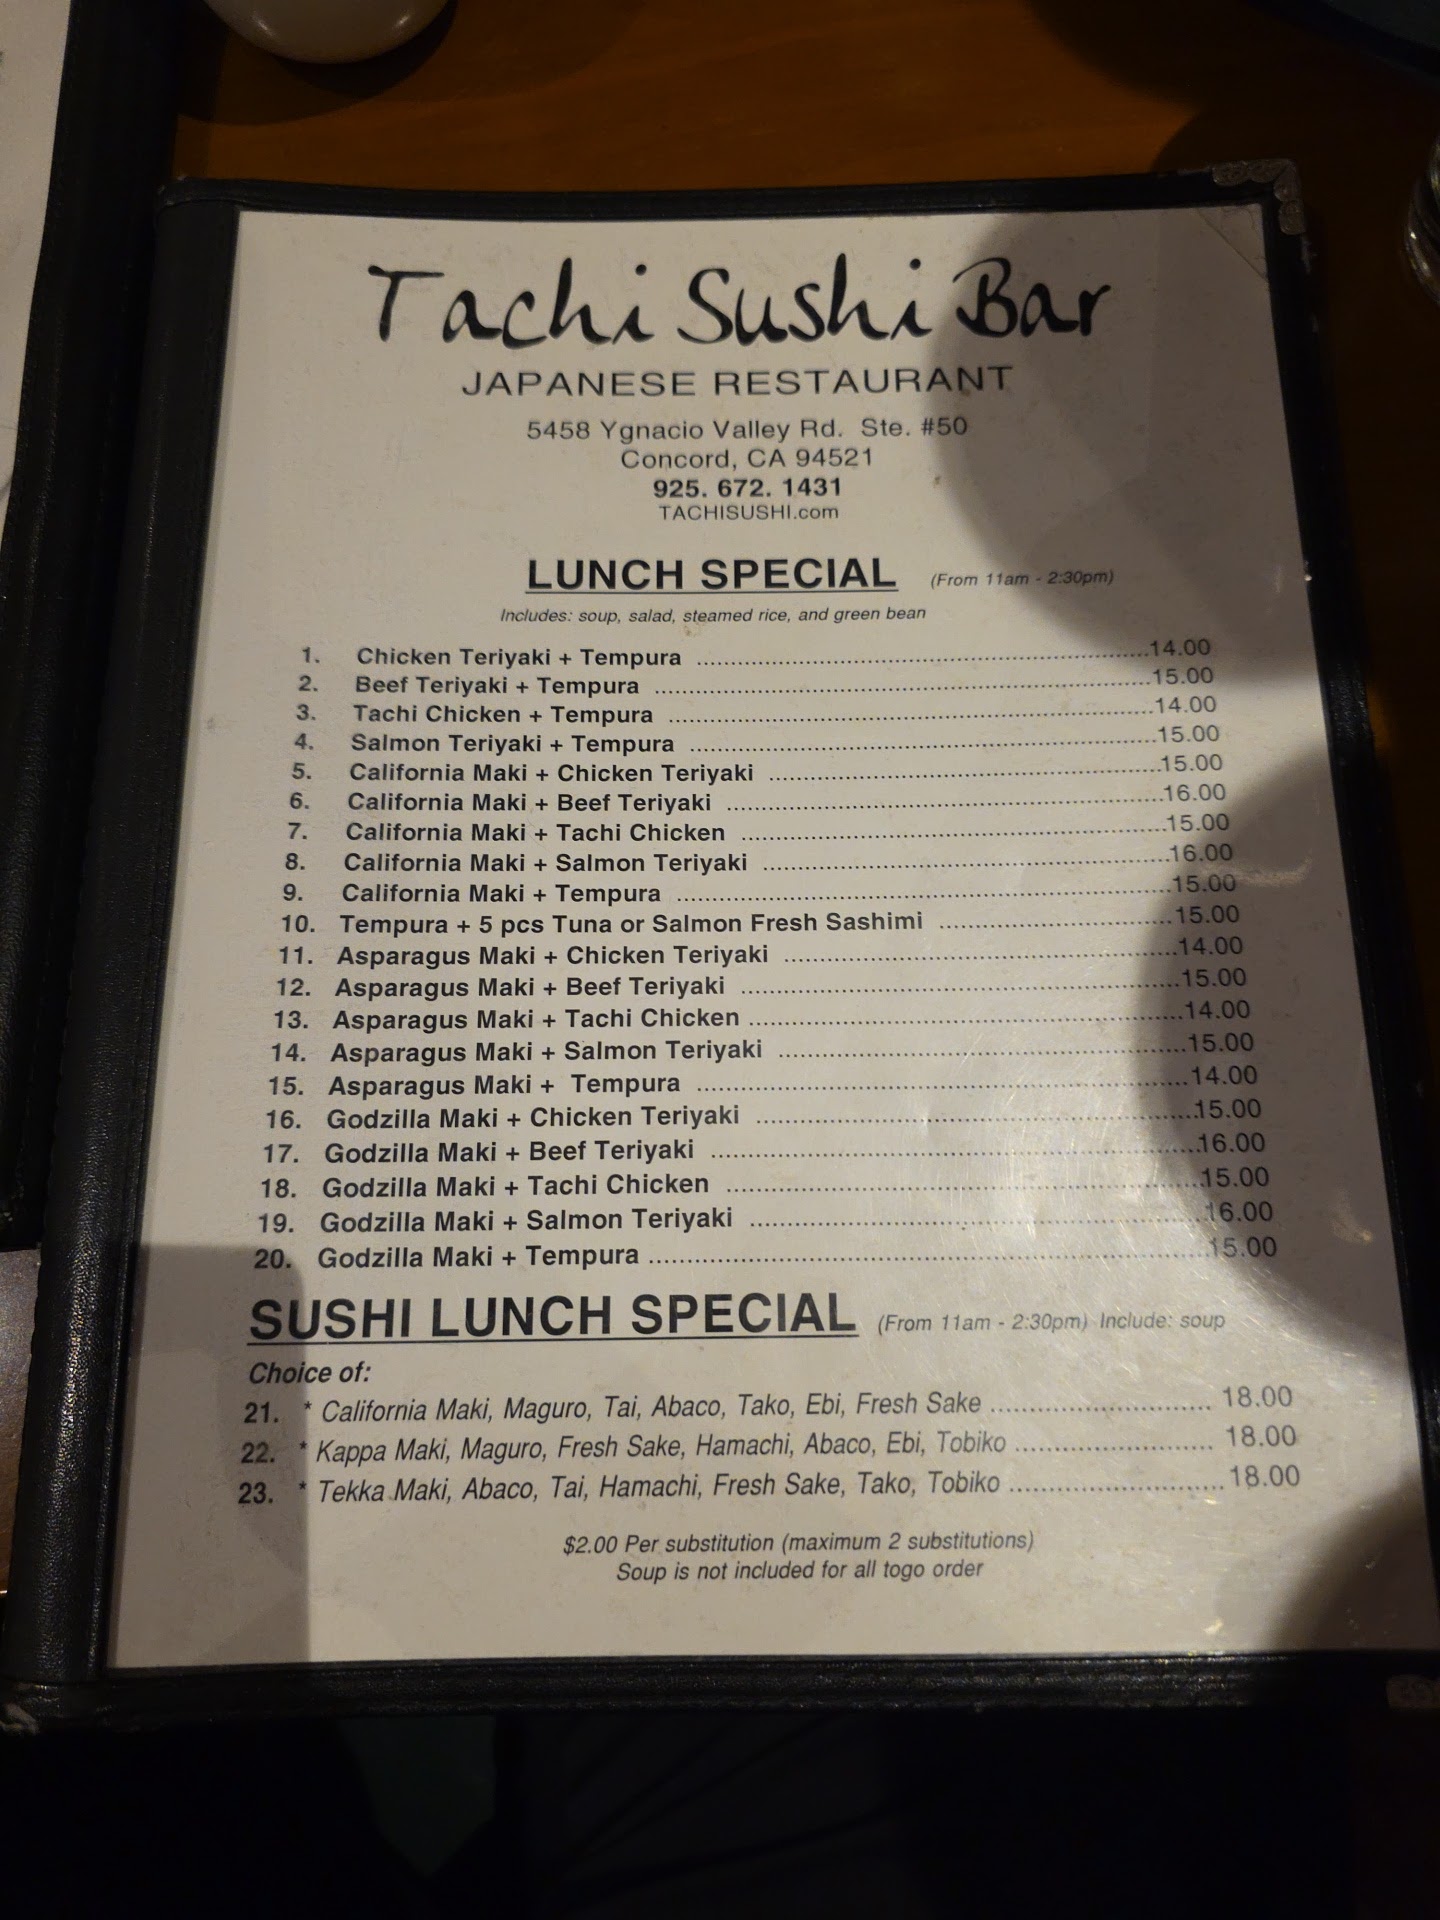 Tachi Sushi Bar
JAPANESE RESTAURANT
5458 Ygnacio Valley Rd. Ste. #50
Concord, CA 94521
925. 672. 1431
TACHISUSHI.com
LUNCH SPECIAL (From 11am - 2:30pm)
Includes: soup, salad, steamed rice, and green bean
1. Chicken Teriyaki + Tempura ........ 14.00
2. Beef Teriyaki + Tempura ........ 15.00
3. Tachi Chicken + Tempura ........ 14.00
4. Salmon Teriyaki + Tempura ........ 15.00
5. California Maki + Chicken Teriyaki ........ 15.00
6. California Maki + Beef Teriyaki ........ 16.00
7. California Maki + Tachi Chicken ........ 15.00
8. California Maki + Salmon Teriyaki ........ 16.00
9. California Maki + Tempura ........ 15.00
10. Tempura + 5 pcs Tuna or Salmon Fresh Sashimi ........ 15.00
11. Asparagus Maki + Chicken Teriyaki ........ 14.00
12. Asparagus Maki + Beef Teriyaki ........ 15.00
13. Asparagus Maki + Tachi Chicken ........ 14.00
14. Asparagus Maki + Salmon Teriyaki ........ 15.00
15. Asparagus Maki + Tempura ........ 14.00
16. Godzilla Maki + Chicken Teriyaki ........ 15.00
17. Godzilla Maki + Beef Teriyaki ........ 16.00
18. Godzilla Maki + Tachi Chicken ........ 15.00
19. Godzilla Maki + Salmon Teriyaki ........ 16.00
20. Godzilla Maki + Tempura ........ 15.00
SUSHI LUNCH SPECIAL (From 11am - 2:30pm) Include: soup
Choice of:
21. * California Maki, Maguro, Tai, Abaco, Tako, Ebi, Fresh Sake ........ 18.00
22. * Kappa Maki, Maguro, Fresh Sake, Hamachi, Abaco, Ebi, Tobiko ........ 18.00
23. * Tekka Maki, Abaco, Tai, Hamachi, Fresh Sake, Tako, Tobiko ........ 18.00
$2.00 Per substitution (maximum 2 substitutions)
Soup is not included for all togo order